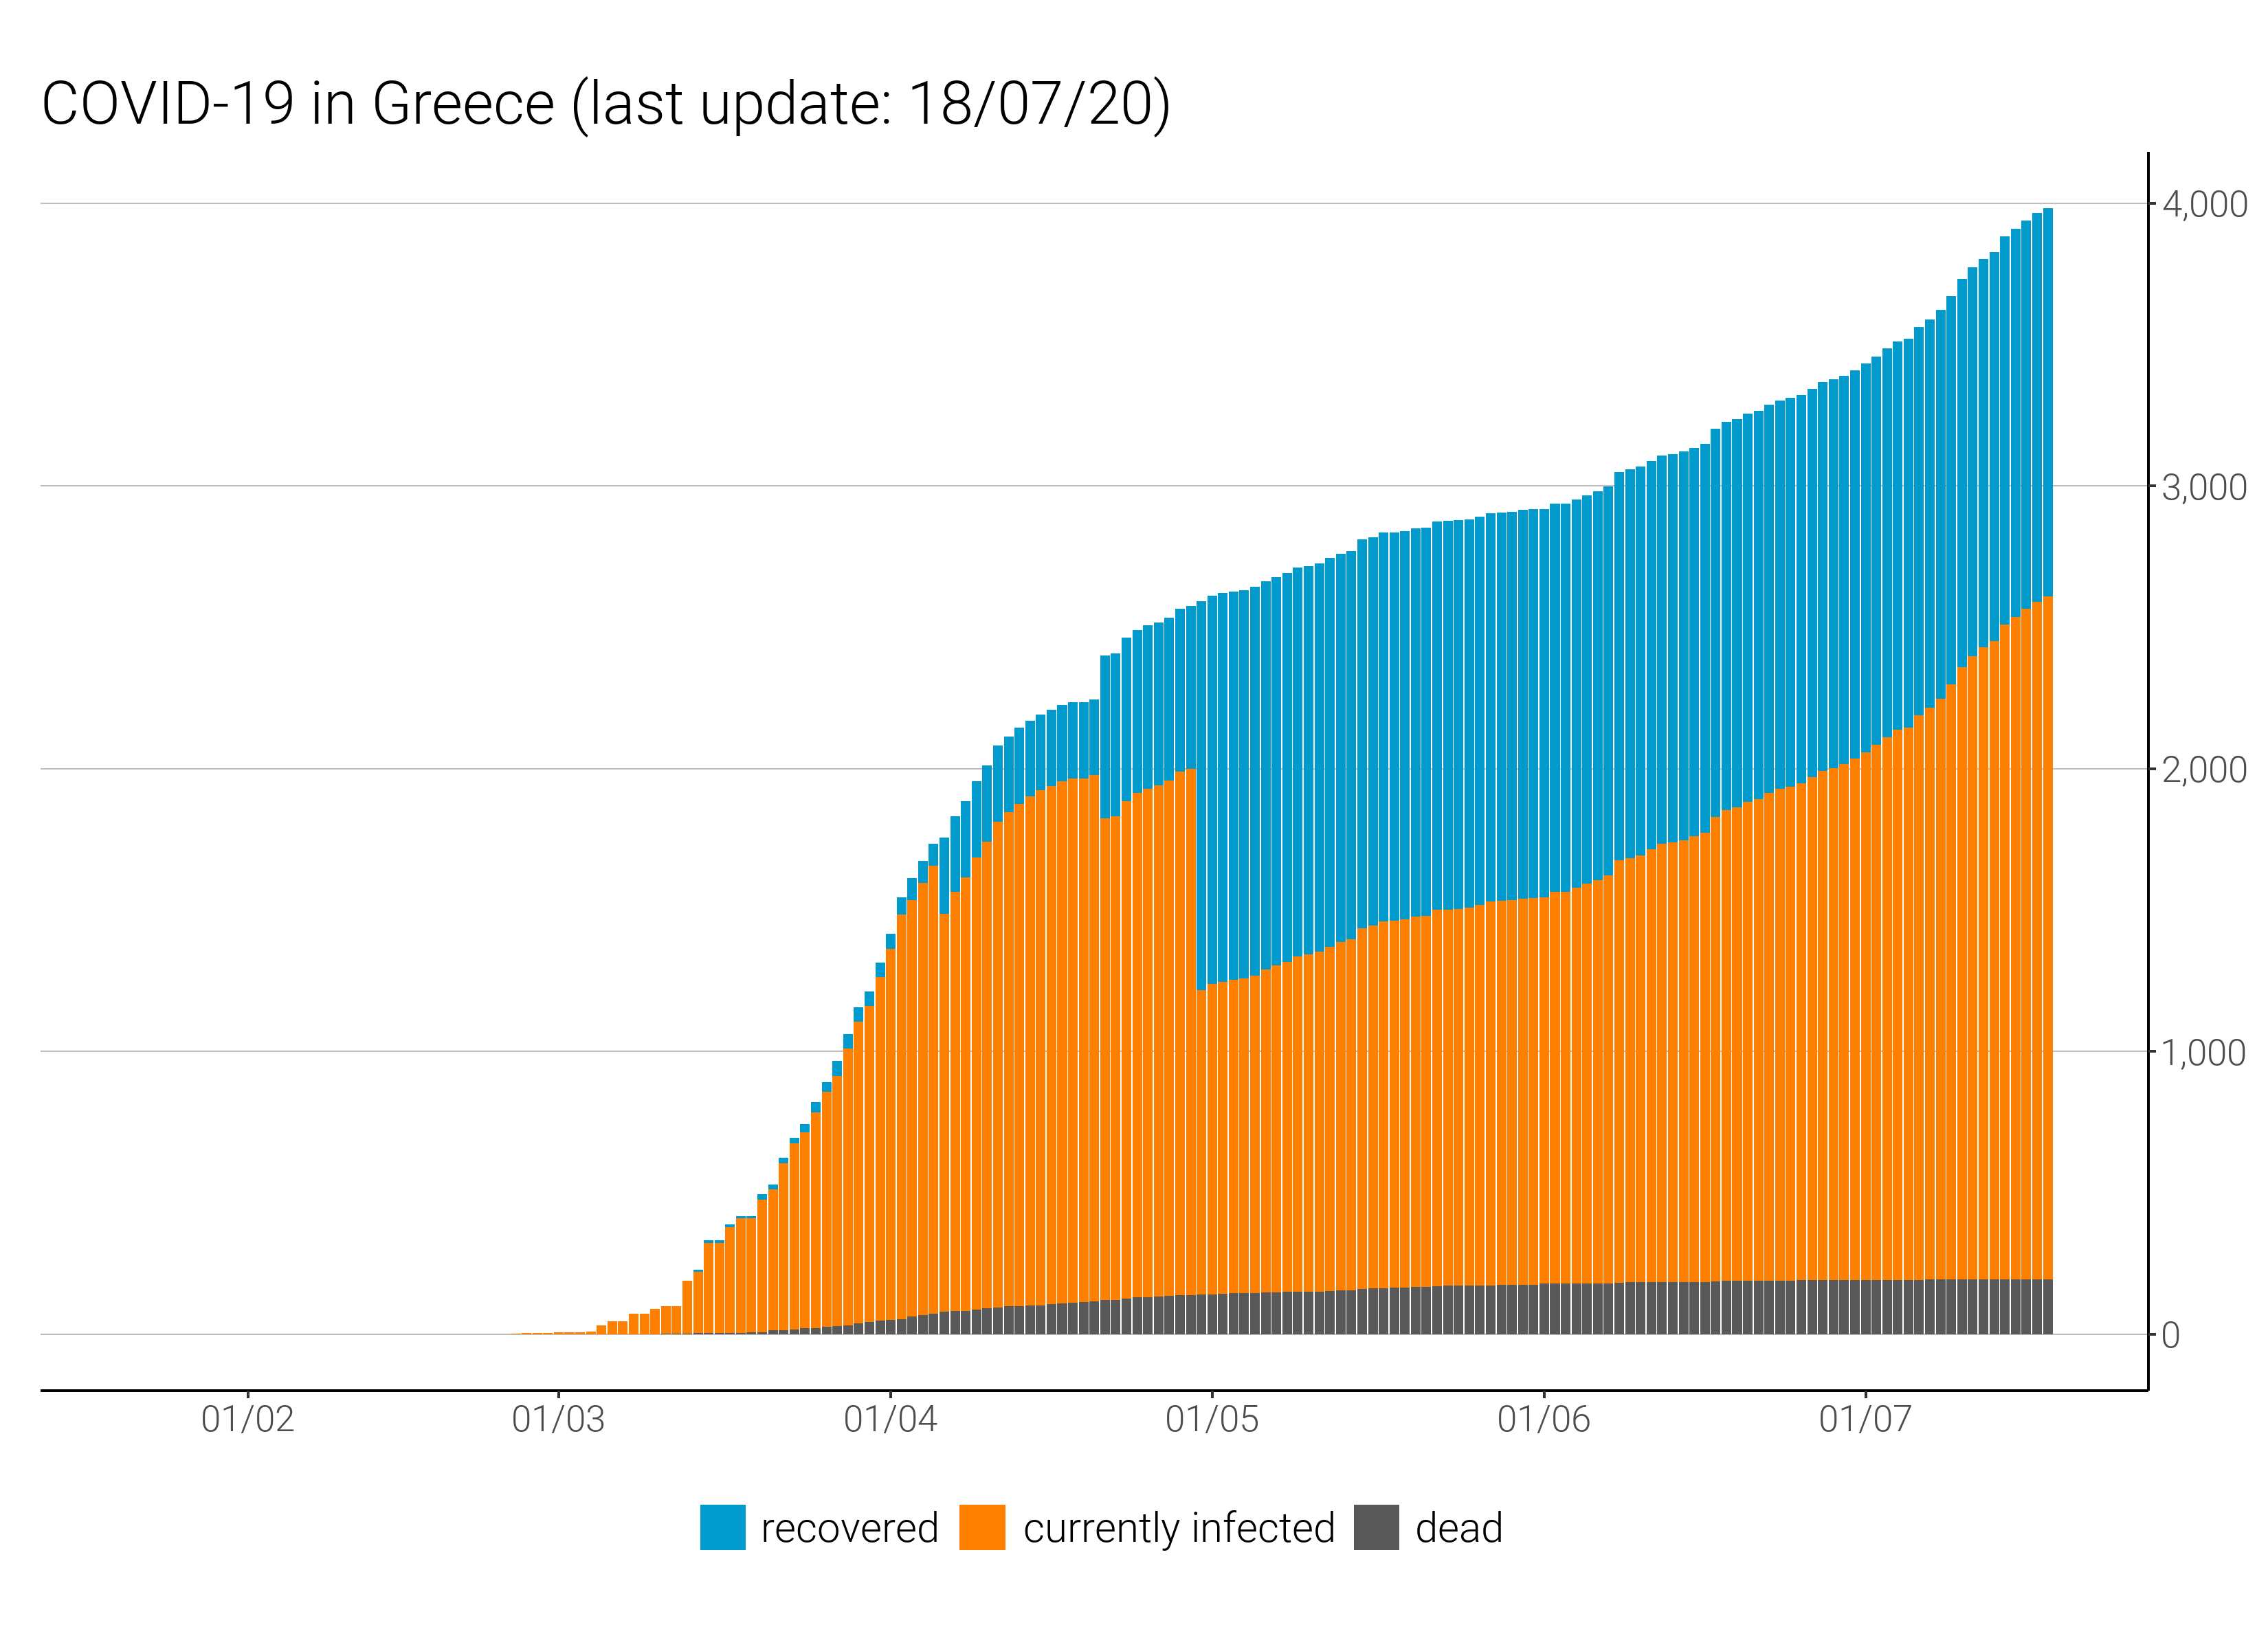 COVID-19 in Greece (last update: 18/07/20)
4,000
3,000
2,000
1,000
0
01/02 01/03 01/04 01/05 01/06 01/07
recovered currently infected dead